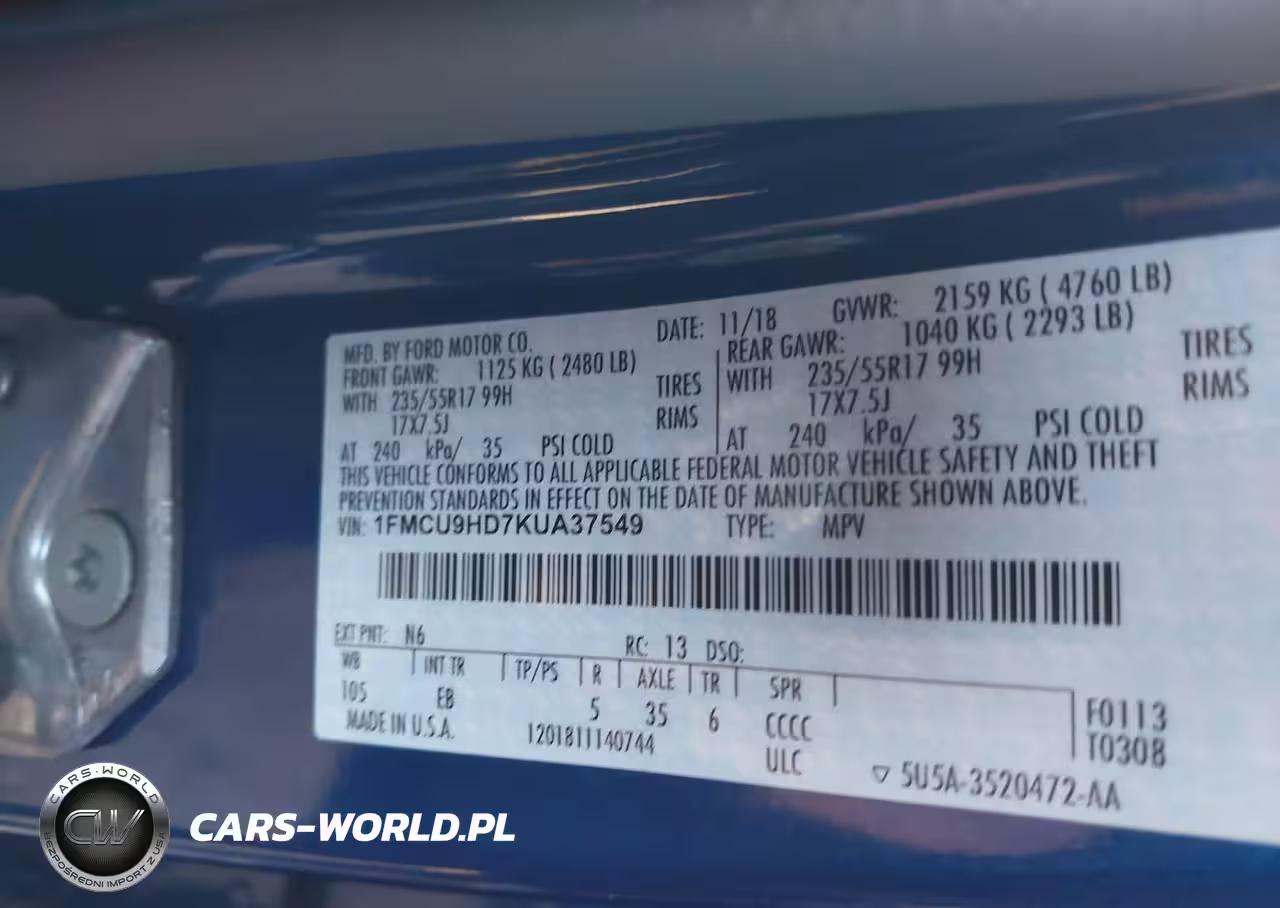 MFD. BY FORD MOTOR CO. DATE: 11/18 GVWR: 2159 KG ( 4760 LB)
FRONT GAWR: 1125 KG ( 2480 LB) REAR GAWR: 1040 KG ( 2293 LB)
WITH 235/55R17 99H TIRES WITH 235/55R17 99H TIRES
17X7.5J RIMS 17X7.5J RIMS
AT 240 kPa/ 35 PSI COLD AT 240 kPa/ 35 PSI COLD
THIS VEHICLE CONFORMS TO ALL APPLICABLE FEDERAL MOTOR VEHICLE SAFETY AND THEFT
PREVENTION STANDARDS IN EFFECT ON THE DATE OF MANUFACTURE SHOWN ABOVE.
VIN: 1FMCU9HD7KUA37549 TYPE: MPV
EXT PNT: N6 RC: 13 DSO:
WB INT TR TP/PS R AXLE TR SPR
105 EB 5 35 6 CCCC F0113
MADE IN U.S.A. 1201811140744 ULC T0308
5U5A-3520472-AA
CARS-WORLD
CW
BEZPOŚREDNI IMPORT Z USA
CARS-WORLD.PL